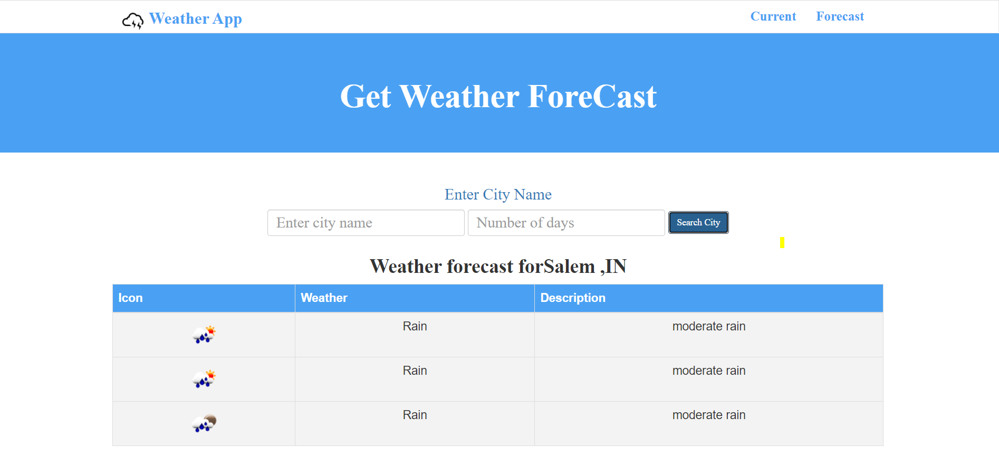 Weather App Current Forecast
Get Weather ForeCast
Enter City Name
Enter city name Number of days Search City
Weather forecast forSalem ,IN
Icon Weather Description
Rain moderate rain
Rain moderate rain
Rain moderate rain